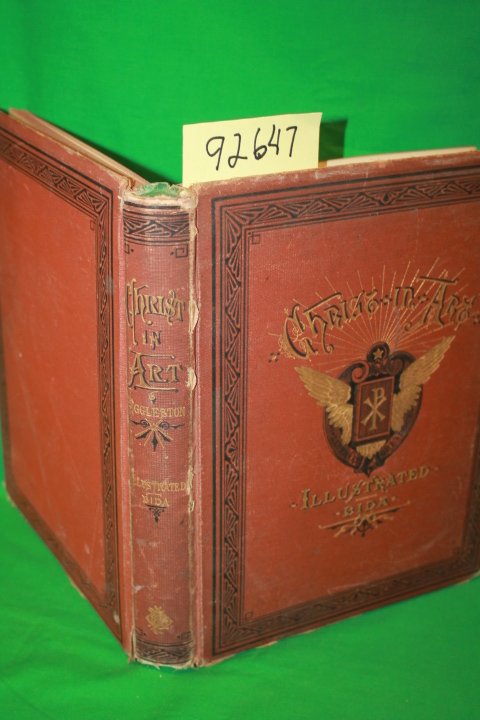 92647
CHRIST
IN
ART
EGGLESTON
ILLUSTRATED
BIDA
Christ in Art
ILLUSTRATED
BIDA